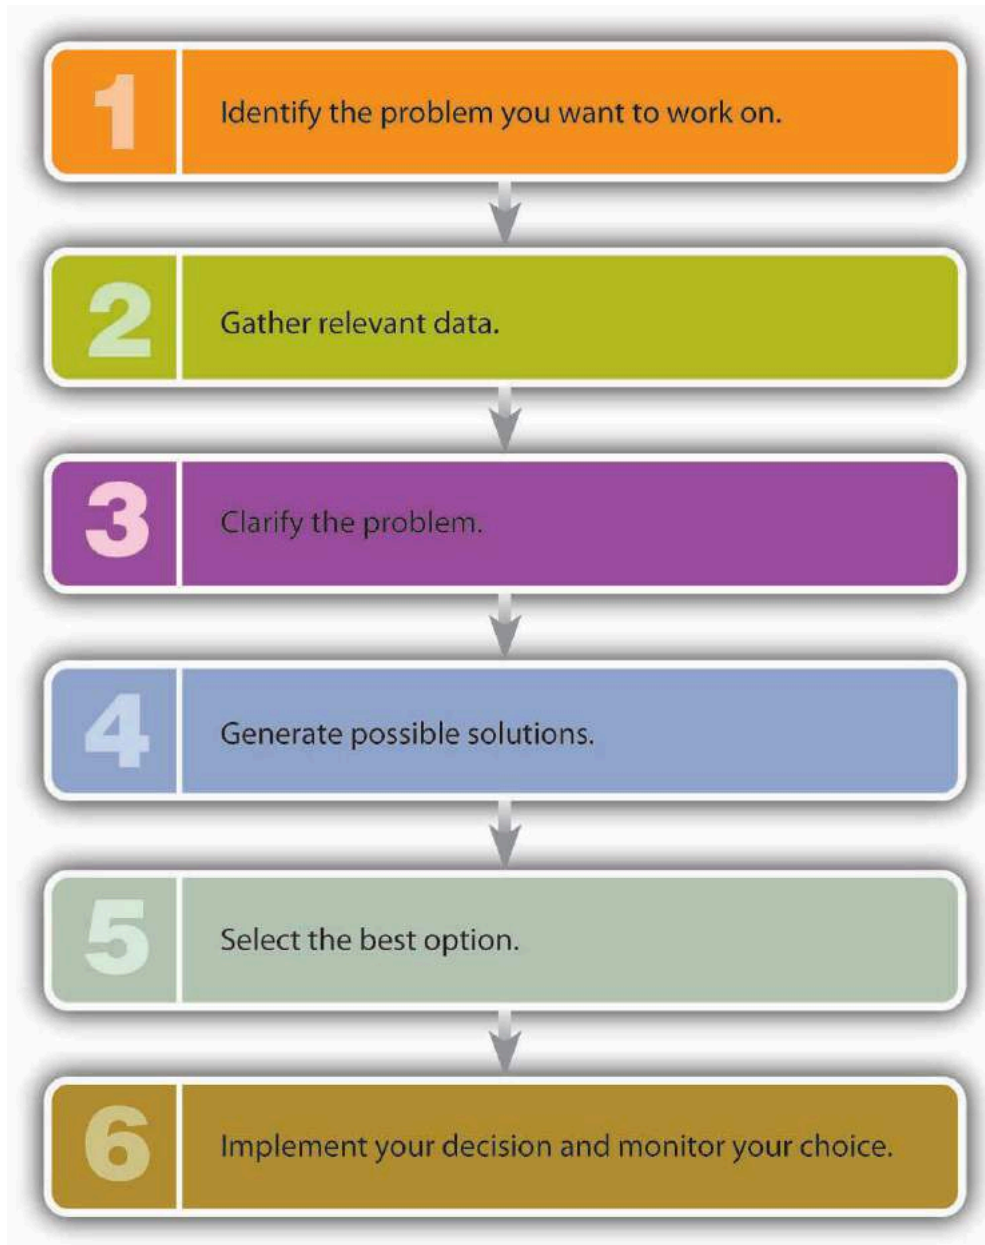 1 Identify the problem you want to work on.
2 Gather relevant data.
3 Clarify the problem.
4 Generate possible solutions.
5 Select the best option.
6 Implement your decision and monitor your choice.